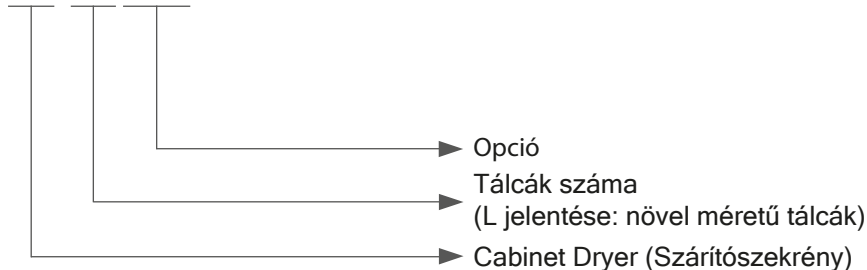 Opció
Tálcák száma
(L jelentése: növel méretű tálcák)
Cabinet Dryer (Szárítószekrény)